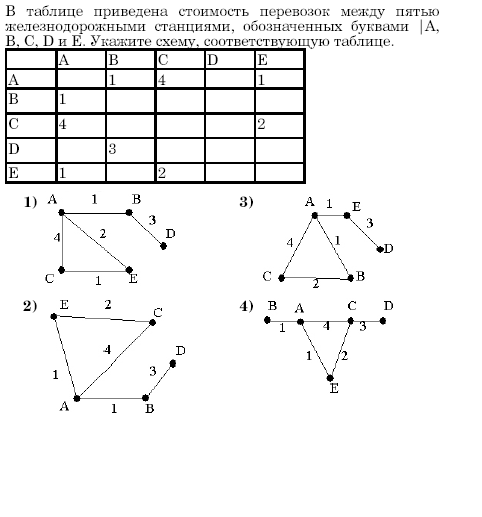 В таблице приведена стоимость перевозок между пятью
железнодорожными станциями, обозначенных буквами |A,
B, C, D и E. Укажите схему, соответствующую таблице.
A B C D E
A 1 4 1
B 1
C 4 2
D 3
E 1 2
1) A 1 B
3
D
4 2
C 1 E
3) A 1 E
3
D
4 1
C 2 B
2) E 2 C
4
D
1 3
A 1 B
4) B A C D
1 4 3
1 2
E